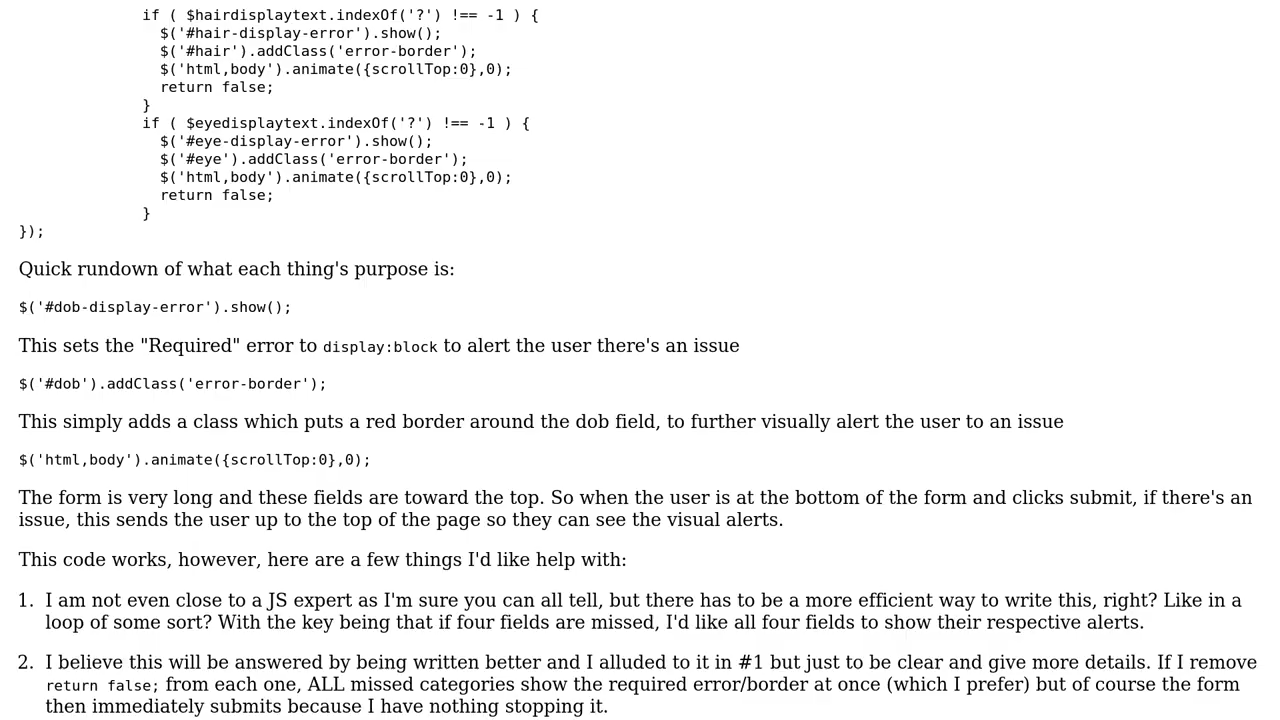 if ( $hairdisplaytext.indexOf('?') !== -1 ) {
$('#hair-display-error').show();
$('#hair').addClass('error-border');
$('html,body').animate({scrollTop:0},0);
return false;
}
if ( $eyedisplaytext.indexOf('?') !== -1 ) {
$('#eye-display-error').show();
$('#eye').addClass('error-border');
$('html,body').animate({scrollTop:0},0);
return false;
}
});
Quick rundown of what each thing's purpose is:
$('#dob-display-error').show();
This sets the "Required" error to display:block to alert the user there's an issue
$('#dob').addClass('error-border');
This simply adds a class which puts a red border around the dob field, to further visually alert the user to an issue
$('html,body').animate({scrollTop:0},0);
The form is very long and these fields are toward the top. So when the user is at the bottom of the form and clicks submit, if there's an
issue, this sends the user up to the top of the page so they can see the visual alerts.
This code works, however, here are a few things I'd like help with:
1. I am not even close to a JS expert as I'm sure you can all tell, but there has to be a more efficient way to write this, right? Like in a
loop of some sort? With the key being that if four fields are missed, I'd like all four fields to show their respective alerts.
2. I believe this will be answered by being written better and I alluded to it in #1 but just to be clear and give more details. If I remove
return false; from each one, ALL missed categories show the required error/border at once (which I prefer) but of course the form
then immediately submits because I have nothing stopping it.